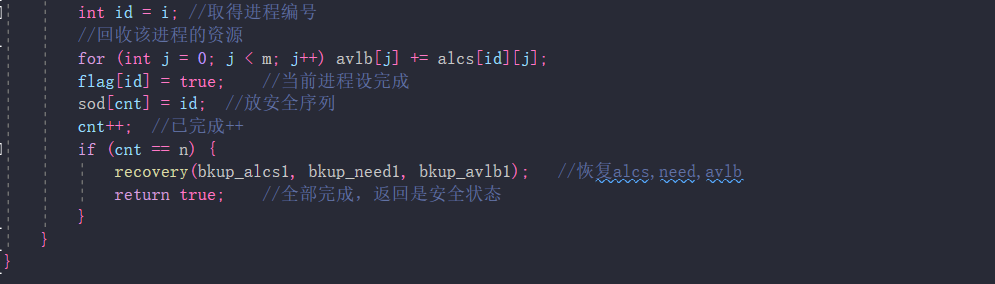 int id = i; //取得进程编号
//回收该进程的资源
for (int j = 0; j < m; j++) avlb[j] += alcs[id][j];
flag[id] = true; //当前进程设完成
sod[cnt] = id; //放安全序列
cnt++; //已完成++
if (cnt == n) {
recovery(bkup_alcs1, bkup_need1, bkup_avlb1); //恢复alcs,need,avlb
return true; //全部完成，返回是安全状态
}
}
}